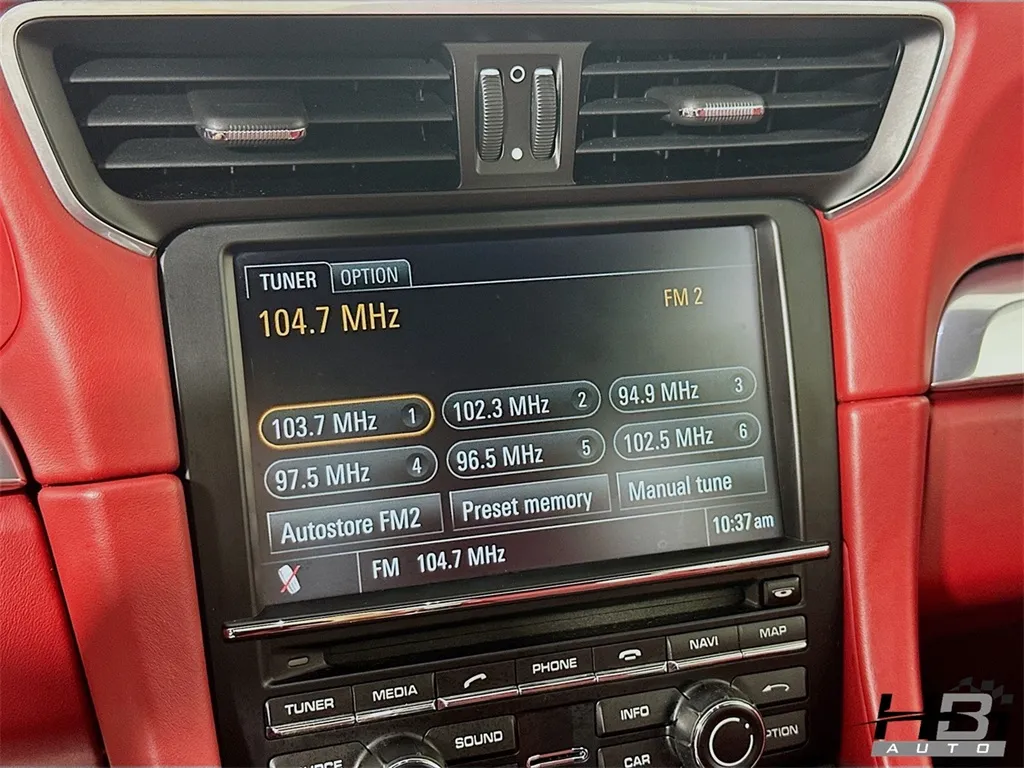 TUNER OPTION
104.7 MHz FM 2
103.7 MHz 1 102.3 MHz 2 94.9 MHz 3
97.5 MHz 4 96.5 MHz 5 102.5 MHz 6
Autostore FM2 Preset memory Manual tune
FM 104.7 MHz 10:37 am
TUNER MEDIA PHONE NAVI MAP
SOUND INFO
CAR
HB
AUTO